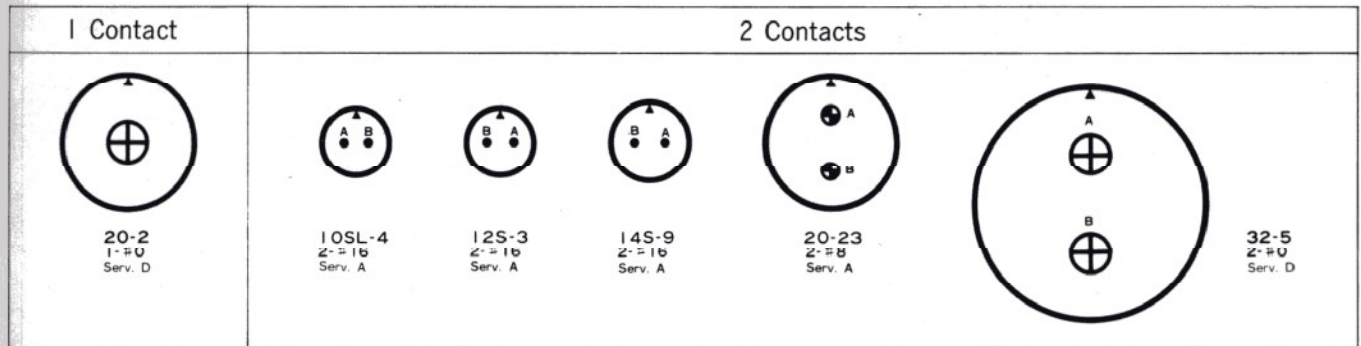 1 Contact
2 Contacts
A B
B A
B A
A
B
A
B
20-2
1-#0
Serv. D
10SL-4
2-#16
Serv. A
12S-3
2-#16
Serv. A
14S-9
2-#16
Serv. A
20-23
2-#8
Serv. A
32-5
2-#0
Serv. D